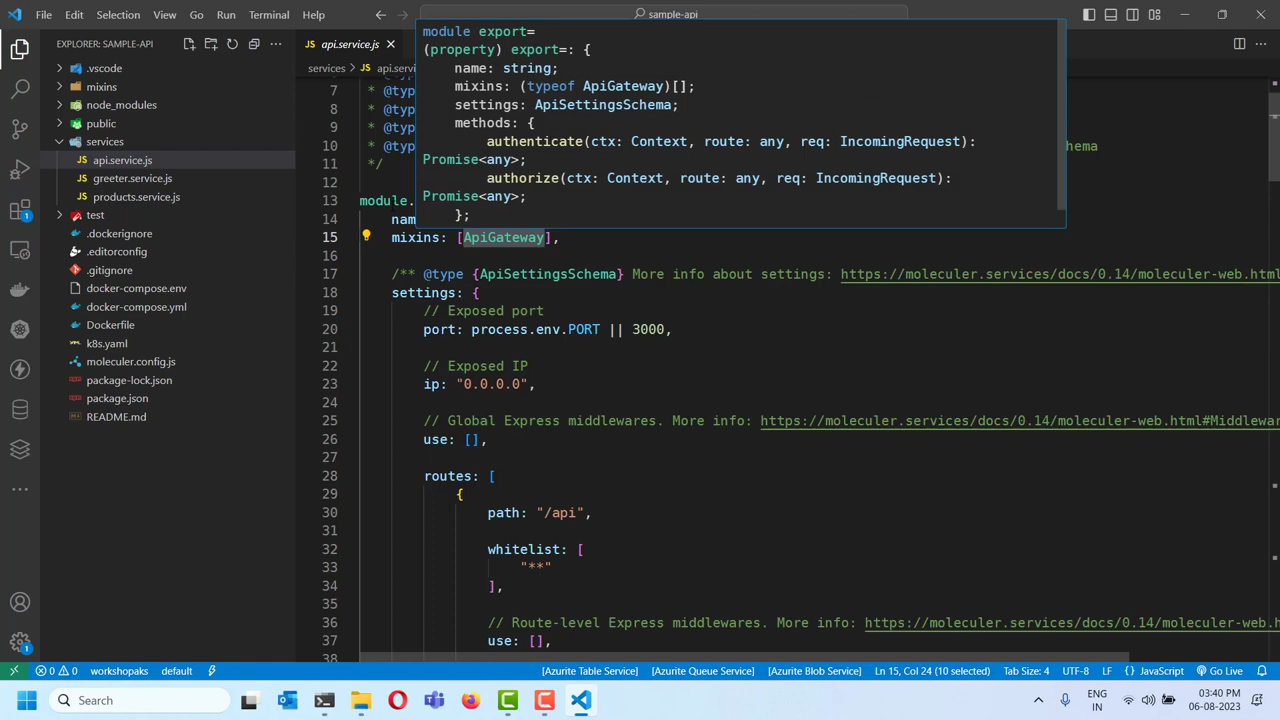 File Edit Selection View Go Run Terminal Help
sample-api
EXPLORER: SAMPLE-API
.vscode
mixins
node_modules
public
services
api.service.js
greeter.service.js
products.service.js
test
.dockerignore
.editorconfig
.gitignore
docker-compose.env
docker-compose.yml
Dockerfile
k8s.yaml
moleculer.config.js
package-lock.json
package.json
README.md
1
1
api.service.js
services > JS api.servi
module export=
(property) export=: {
name: string;
mixins: (typeof ApiGateway)[];
settings: ApiSettingsSchema;
methods: {
authenticate(ctx: Context, route: any, req: IncomingRequest):
Promise<any>;
authorize(ctx: Context, route: any, req: IncomingRequest):
Promise<any>;
};
7 * @typ
8 * @typ
9 * @typ
10 * @typ hema
11 */
12
13 module.
14 nam
15 mixins: [ApiGateway],
16
17 /** @type {ApiSettingsSchema} More info about settings: https://moleculer.services/docs/0.14/moleculer-web.html
18 settings: {
19 // Exposed port
20 port: process.env.PORT || 3000,
21
22 // Exposed IP
23 ip: "0.0.0.0",
24
25 // Global Express middlewares. More info: https://moleculer.services/docs/0.14/moleculer-web.html#Middlewar
26 use: [],
27
28 routes: [
29 {
30 path: "/api",
31
32 whitelist: [
33 "**"
34 ],
35
36 // Route-level Express middlewares. More info: https://moleculer.services/docs/0.14/moleculer-web.h
37 use: [],
38
0 0 workshopaks default [Azurite Table Service] [Azurite Queue Service] [Azurite Blob Service] Ln 15, Col 24 (10 selected) Tab Size: 4 UTF-8 LF {} JavaScript Go Live
Search
ENG
IN
03:40 PM
06-08-2023